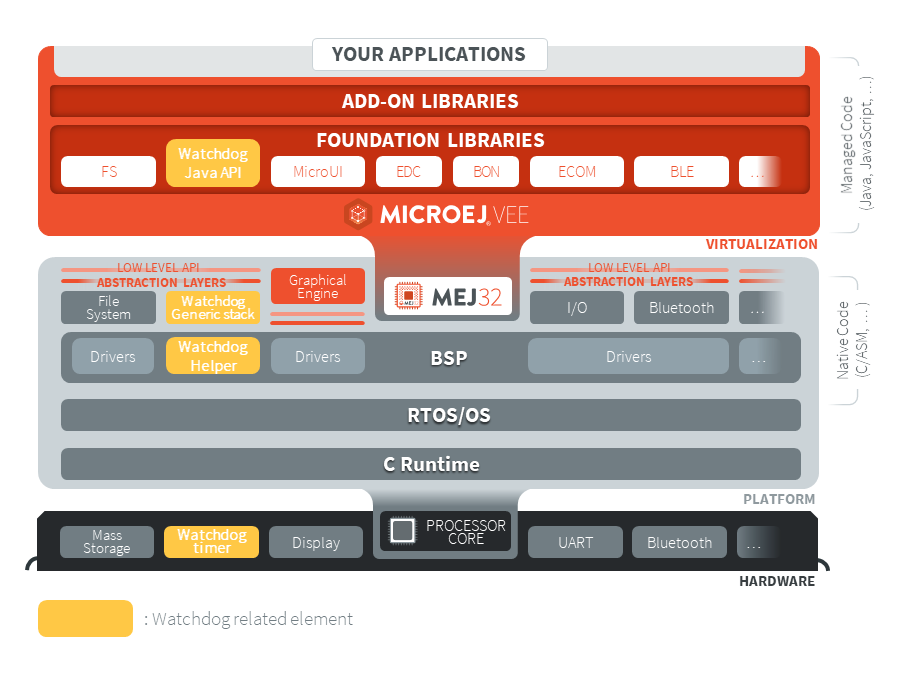 YOUR APPLICATIONS
ADD-ON LIBRARIES
FOUNDATION LIBRARIES
FS
Watchdog
Java API
MicroUI
EDC
BON
ECOM
BLE
...
MICROEJ® VEE
Managed Code
(Java, JavaScript, ...)
VIRTUALIZATION
LOW LEVEL API
ABSTRACTION LAYERS
File
System
Watchdog
Generic stack
Graphical
Engine
MEJ
MEJ32
LOW LEVEL API
ABSTRACTION LAYERS
I/O
Bluetooth
...
Drivers
Watchdog
Helper
Drivers
BSP
Drivers
...
Native Code
(C/ASM, ...)
RTOS/OS
C Runtime
PLATFORM
Mass
Storage
Watchdog
timer
Display
PROCESSOR
CORE
UART
Bluetooth
...
HARDWARE
: Watchdog related element